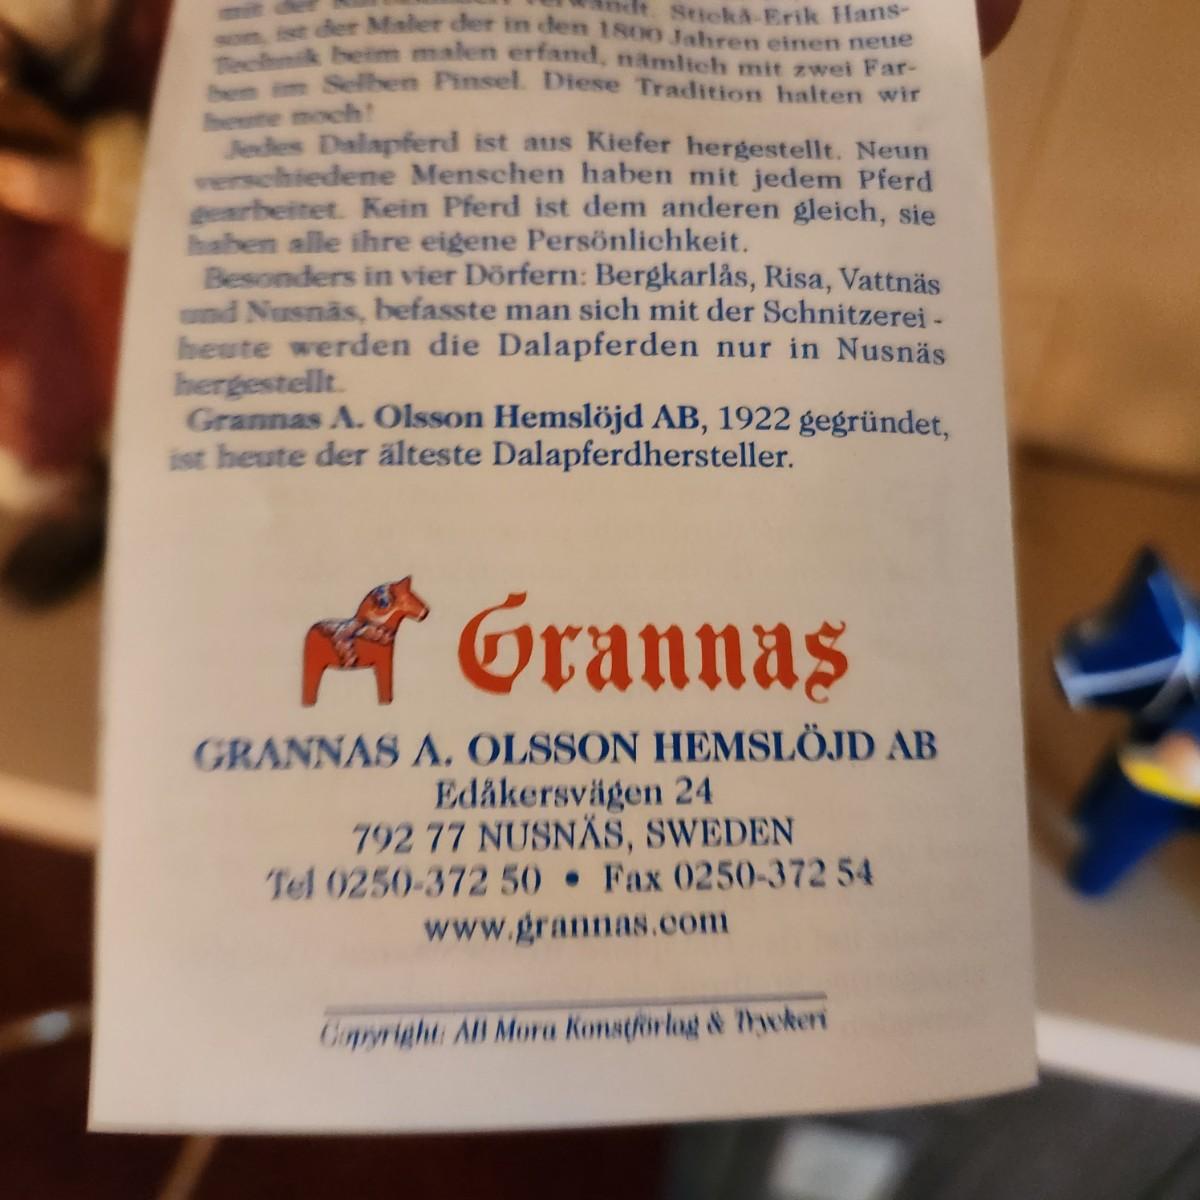 mit der verwandt. Stickå-Erik Hans-
son, ist der Maler der in den 1800 Jahren einen neue
Technik beim malen erfand, nämlich mit zwei Far-
ben im Selben Pinsel. Diese Tradition halten wir
heute noch!
Jedes Dalapferd ist aus Kiefer hergestellt. Neun
verschiedene Menschen haben mit jedem Pferd
gearbeitet. Kein Pferd ist dem anderen gleich, sie
haben alle ihre eigene Persönlichkeit.
Besonders in vier Dörfern: Bergkarlås, Risa, Vattnäs
und Nusnäs, befasste man sich mit der Schnitzerei -
heute werden die Dalapferden nur in Nusnäs
hergestellt.
Grannas A. Olsson Hemslöjd AB, 1922 gegründet,
ist heute der älteste Dalapferdhersteller.
Grannas
GRANNAS A. OLSSON HEMSLÖJD AB
Edåkersvägen 24
792 77 NUSNÄS, SWEDEN
Tel 0250-372 50 • Fax 0250-372 54
www.grannas.com
Copyright: AB Mora Konstförlag & Tryckeri